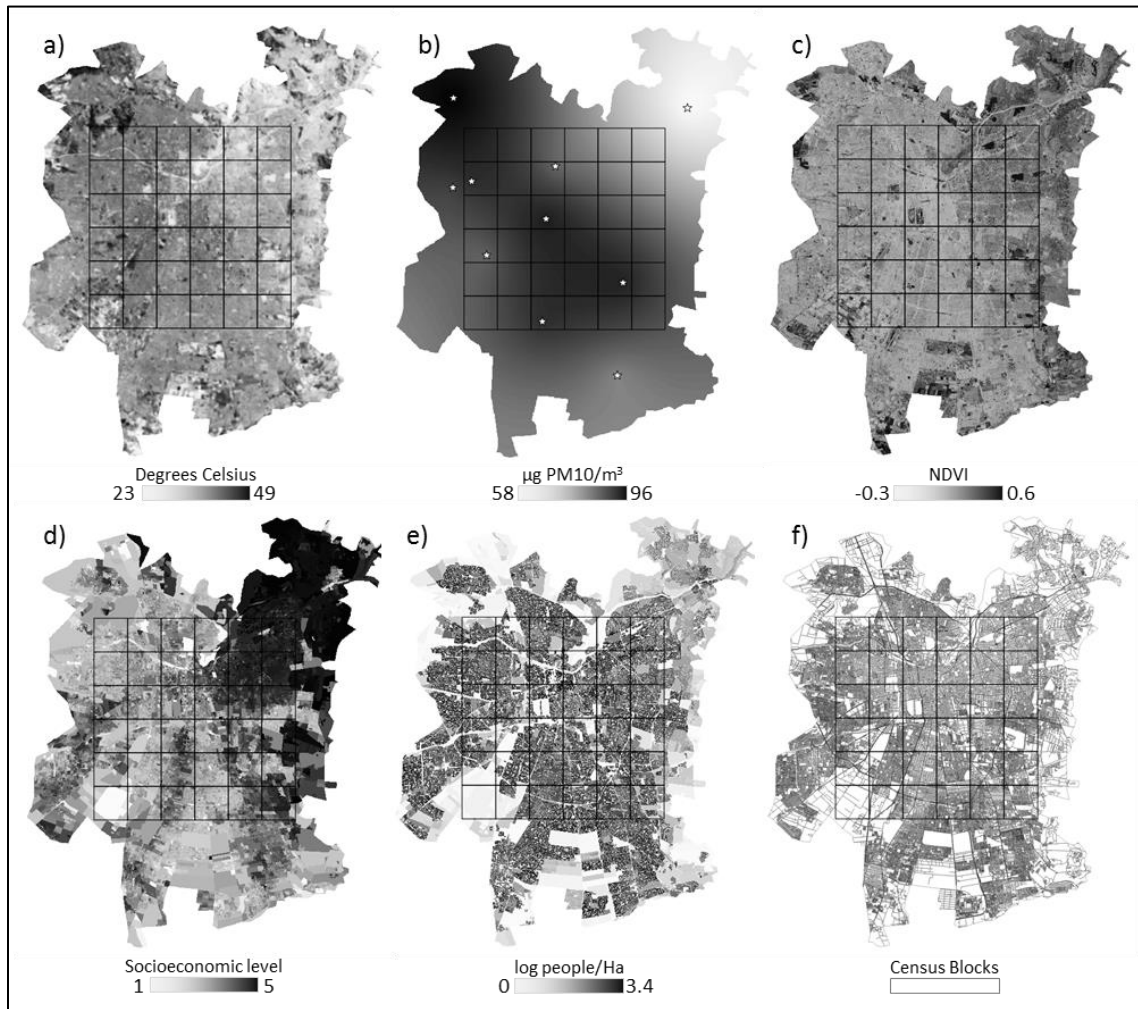 a)
b)
c)
Degrees Celsius
23 49
µg PM10/m³
58 96
NDVI
-0.3 0.6
d)
e)
f)
Socioeconomic level
1 5
log people/Ha
0 3.4
Census Blocks